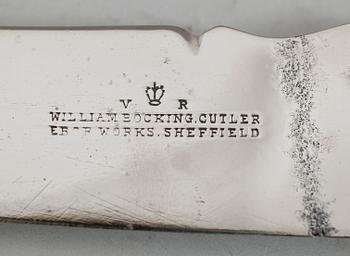 V R
WILLIAM BOCKING. CUTLER
WORKS. SHEFFIELD